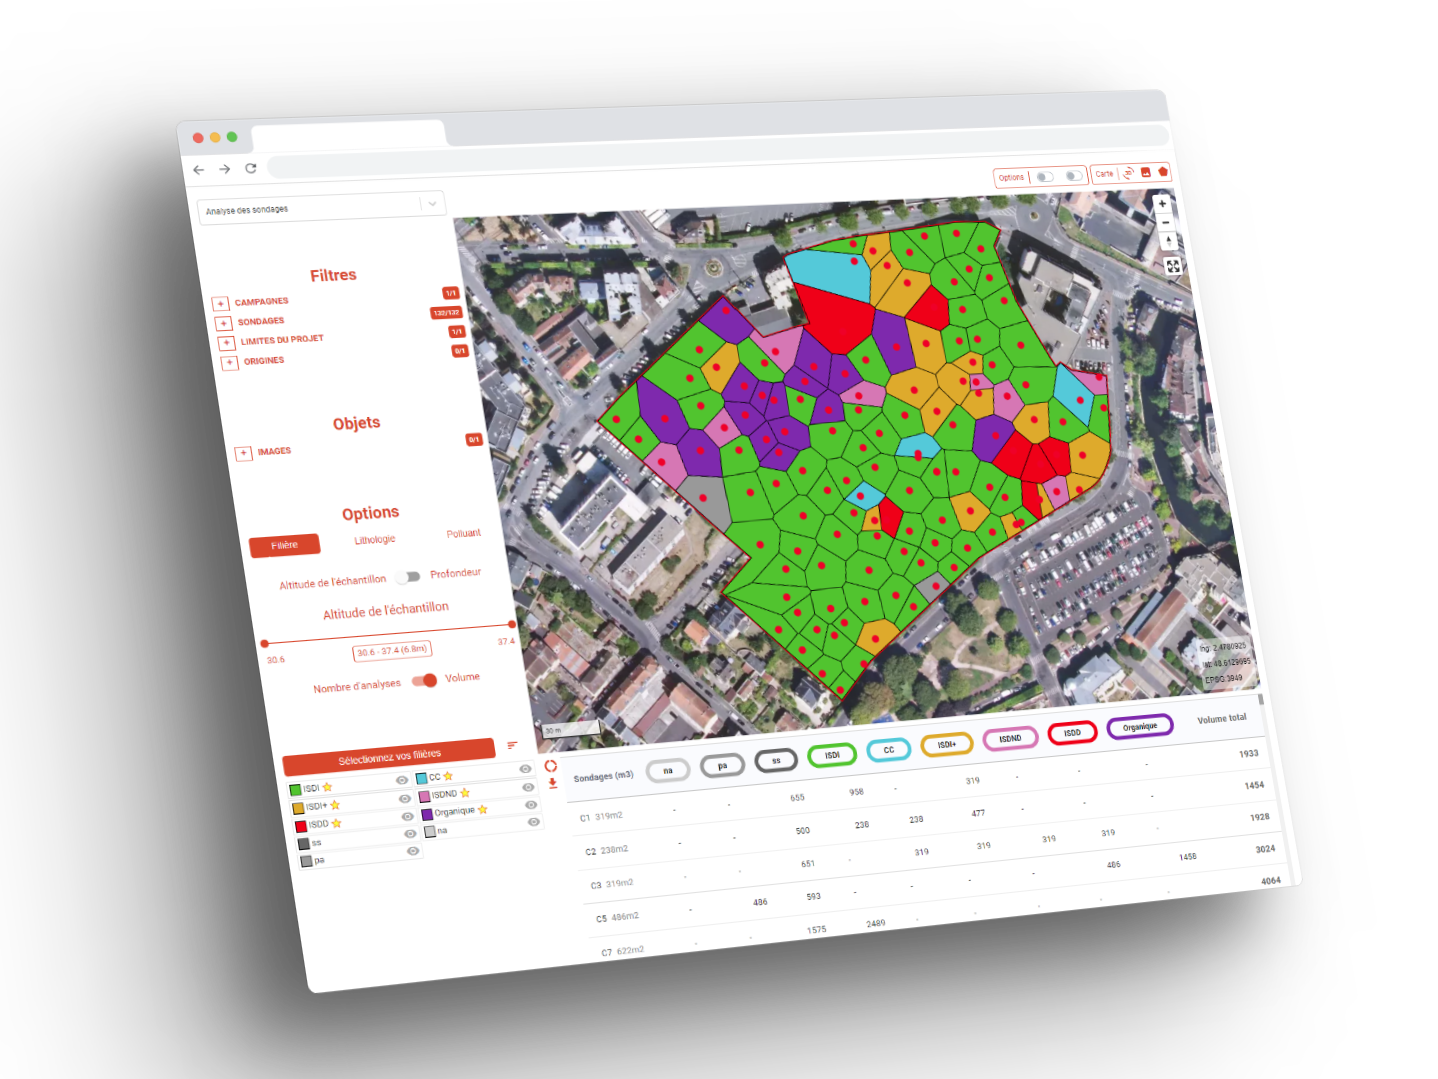 Options
Carte
Analyse des sondages
Filtres
+ CAMPAGNES 1/1
+ SONDAGES 132/132
+ LIMITES DU PROJET 1/1
+ ORIGINES 0/1
Objets
+ IMAGES 0/1
Options
Filière Lithologie Polluant
Altitude de l'échantillon Profondeur
Altitude de l'échantillon
30.6 30.6 - 37.4 (6.8m) 37.4
Nombre d'analyses Volume
Sélectionnez vos filières
ISDI CC
ISDI+ ISDND
ISDD Organique
ss na
pa
lng: 2.4780925
lat: 48.6129995
EPSG:3949
30 m
Sondages (m3) na pa ss ISDI CC ISDI+ ISDND ISDD Organique Volume total
C1 319m2 - - 655 958 - 319 - - - 1933
C2 238m2 - - 500 238 238 477 - - - 1454
C3 319m2 - - 651 - 319 319 319 319 - 1928
C5 486m2 - 486 593 - - - - 486 1458 3024
C7 622m2 - - 1575 2489 - - - - - 4064